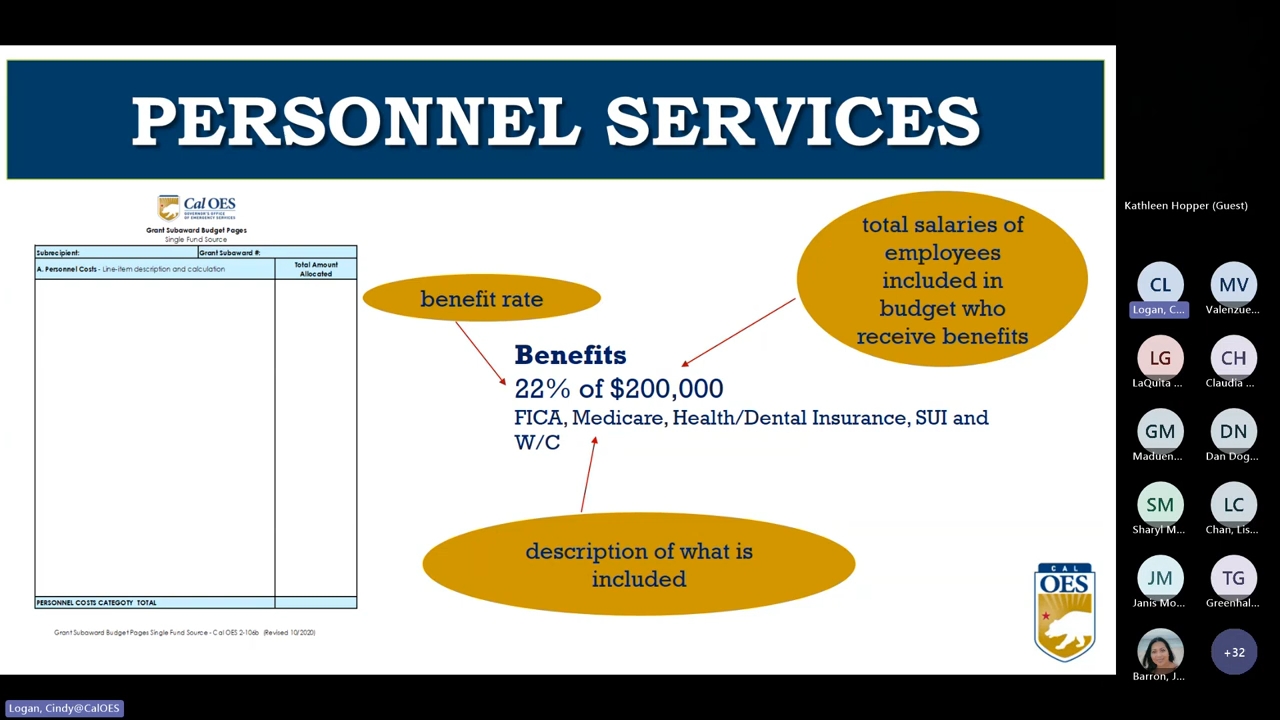 PERSONNEL SERVICES
Cal OES
GOVERNOR'S OFFICE
OF EMERGENCY SERVICES
Grant Subaward Budget Pages
Single Fund Source
Subrecipient:
Grant Subaward #:
A. Personnel Costs - Line-item description and calculation
Total Amount
Allocated
PERSONNEL COSTS CATEGOTY TOTAL
Grant Subaward Budget Pages Single Fund Source - Cal OES 2-106b (Revised 10/2020)
benefit rate
total salaries of
employees
included in
budget who
receive benefits
Benefits
22% of $200,000
FICA, Medicare, Health/Dental Insurance, SUI and
W/C
description of what is
included
CAL
OES
Kathleen Hopper (Guest)
CL
Logan, C...
MV
Valenzue...
LG
LaQuita ...
CH
Claudia ...
GM
Maduen...
DN
Dan Dog...
SM
Sharyl M...
LC
Chan, Lis...
JM
Janis Mo...
TG
Greenhal...
Barron, J...
+32
Logan, Cindy@CalOES